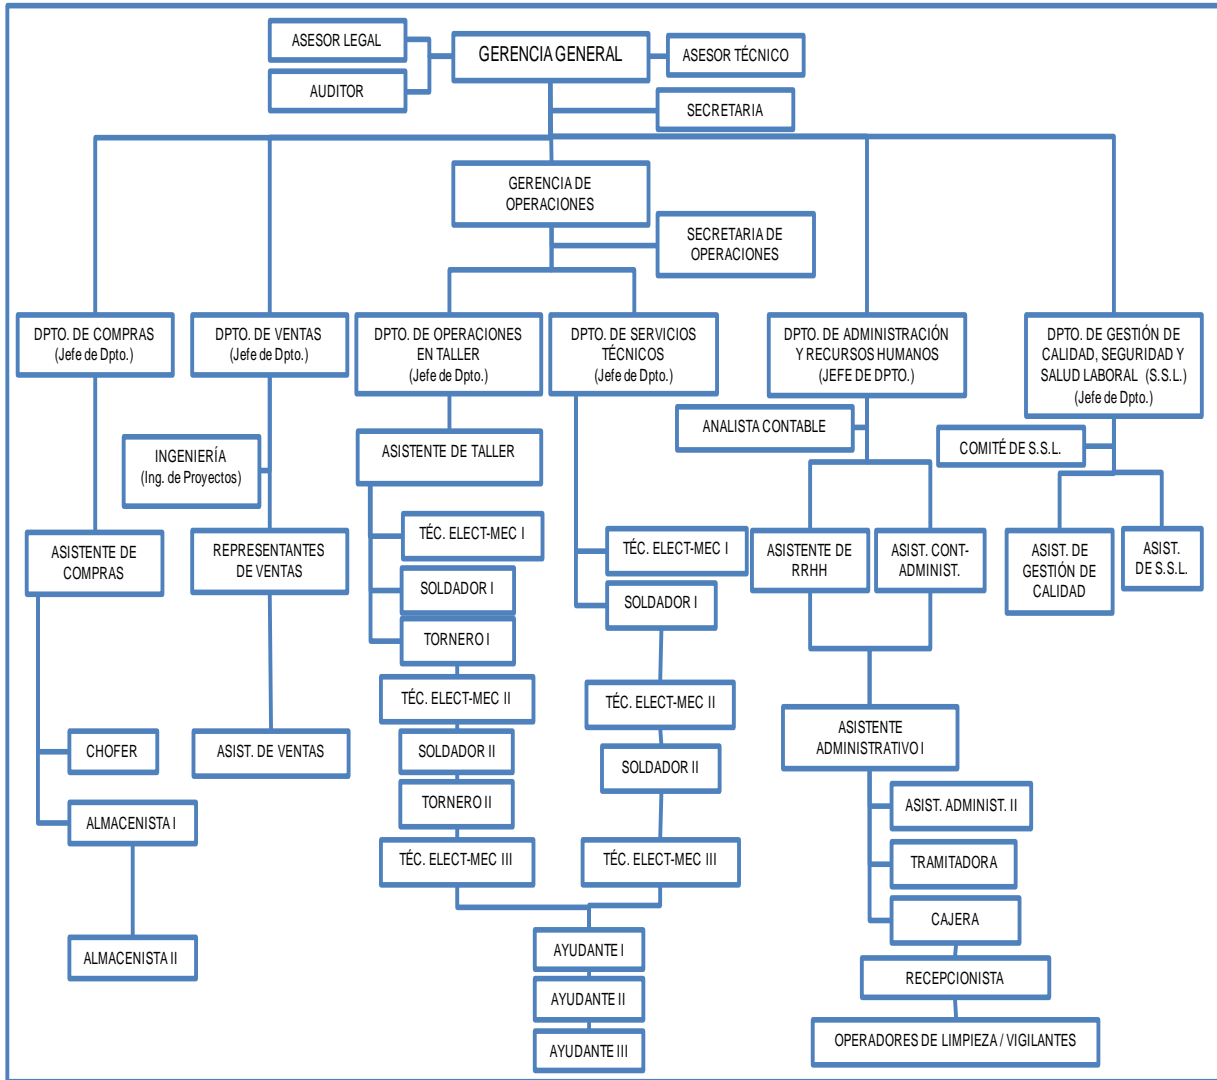 ASESOR LEGAL
GERENCIA GENERAL
ASESOR TÉCNICO
AUDITOR
SECRETARIA
GERENCIA DE
OPERACIONES
SECRETARIA DE
OPERACIONES
DPTO. DE COMPRAS
(Jefe de Dpto.)
DPTO. DE VENTAS
(Jefe de Dpto.)
DPTO. DE OPERACIONES
EN TALLER
(Jefe de Dpto.)
DPTO. DE SERVICIOS
TÉCNICOS
(Jefe de Dpto.)
DPTO. DE ADMINISTRACIÓN
Y RECURSOS HUMANOS
(JEFE DE DPTO.)
DPTO. DE GESTIÓN DE
CALIDAD, SEGURIDAD Y
SALUD LABORAL (S.S.L.)
(Jefe de Dpto.)
ANALISTA CONTABLE
COMITÉ DE S.S.L.
INGENIERÍA
(Ing. de Proyectos)
ASISTENTE DE TALLER
ASISTENTE DE
COMPRAS
REPRESENTANTES
DE VENTAS
TÉC. ELECT-MEC I
SOLDADOR I
TORNERO I
TÉC. ELECT-MEC I
SOLDADOR I
ASISTENTE DE
RRHH
ASIST. CONT-
ADMINIST.
ASIST. DE
GESTIÓN DE
CALIDAD
ASIST.
DE S.S.L.
TÉC. ELECT-MEC II
SOLDADOR II
TORNERO II
TÉC. ELECT-MEC III
TÉC. ELECT-MEC II
SOLDADOR II
TÉC. ELECT-MEC III
ASISTENTE
ADMINISTRATIVO I
CHOFER
ASIST. DE VENTAS
ALMACENISTA I
ALMACENISTA II
ASIST. ADMINIST. II
TRAMITADORA
CAJERA
RECEPCIONISTA
OPERADORES DE LIMPIEZA / VIGILANTES
AYUDANTE I
AYUDANTE II
AYUDANTE III